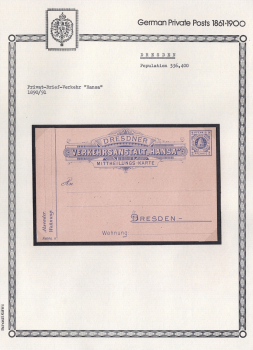 German Private Posts 1861-1900
DRESDEN
Population 336,400
Privat-Brief-Verkehr "Hansa"
1890/91
DRESDNER
VERKEHRSANSTALT "HANSA"
MITTHEILUNGS-KARTE
An
DRESDEN-
Wohnung